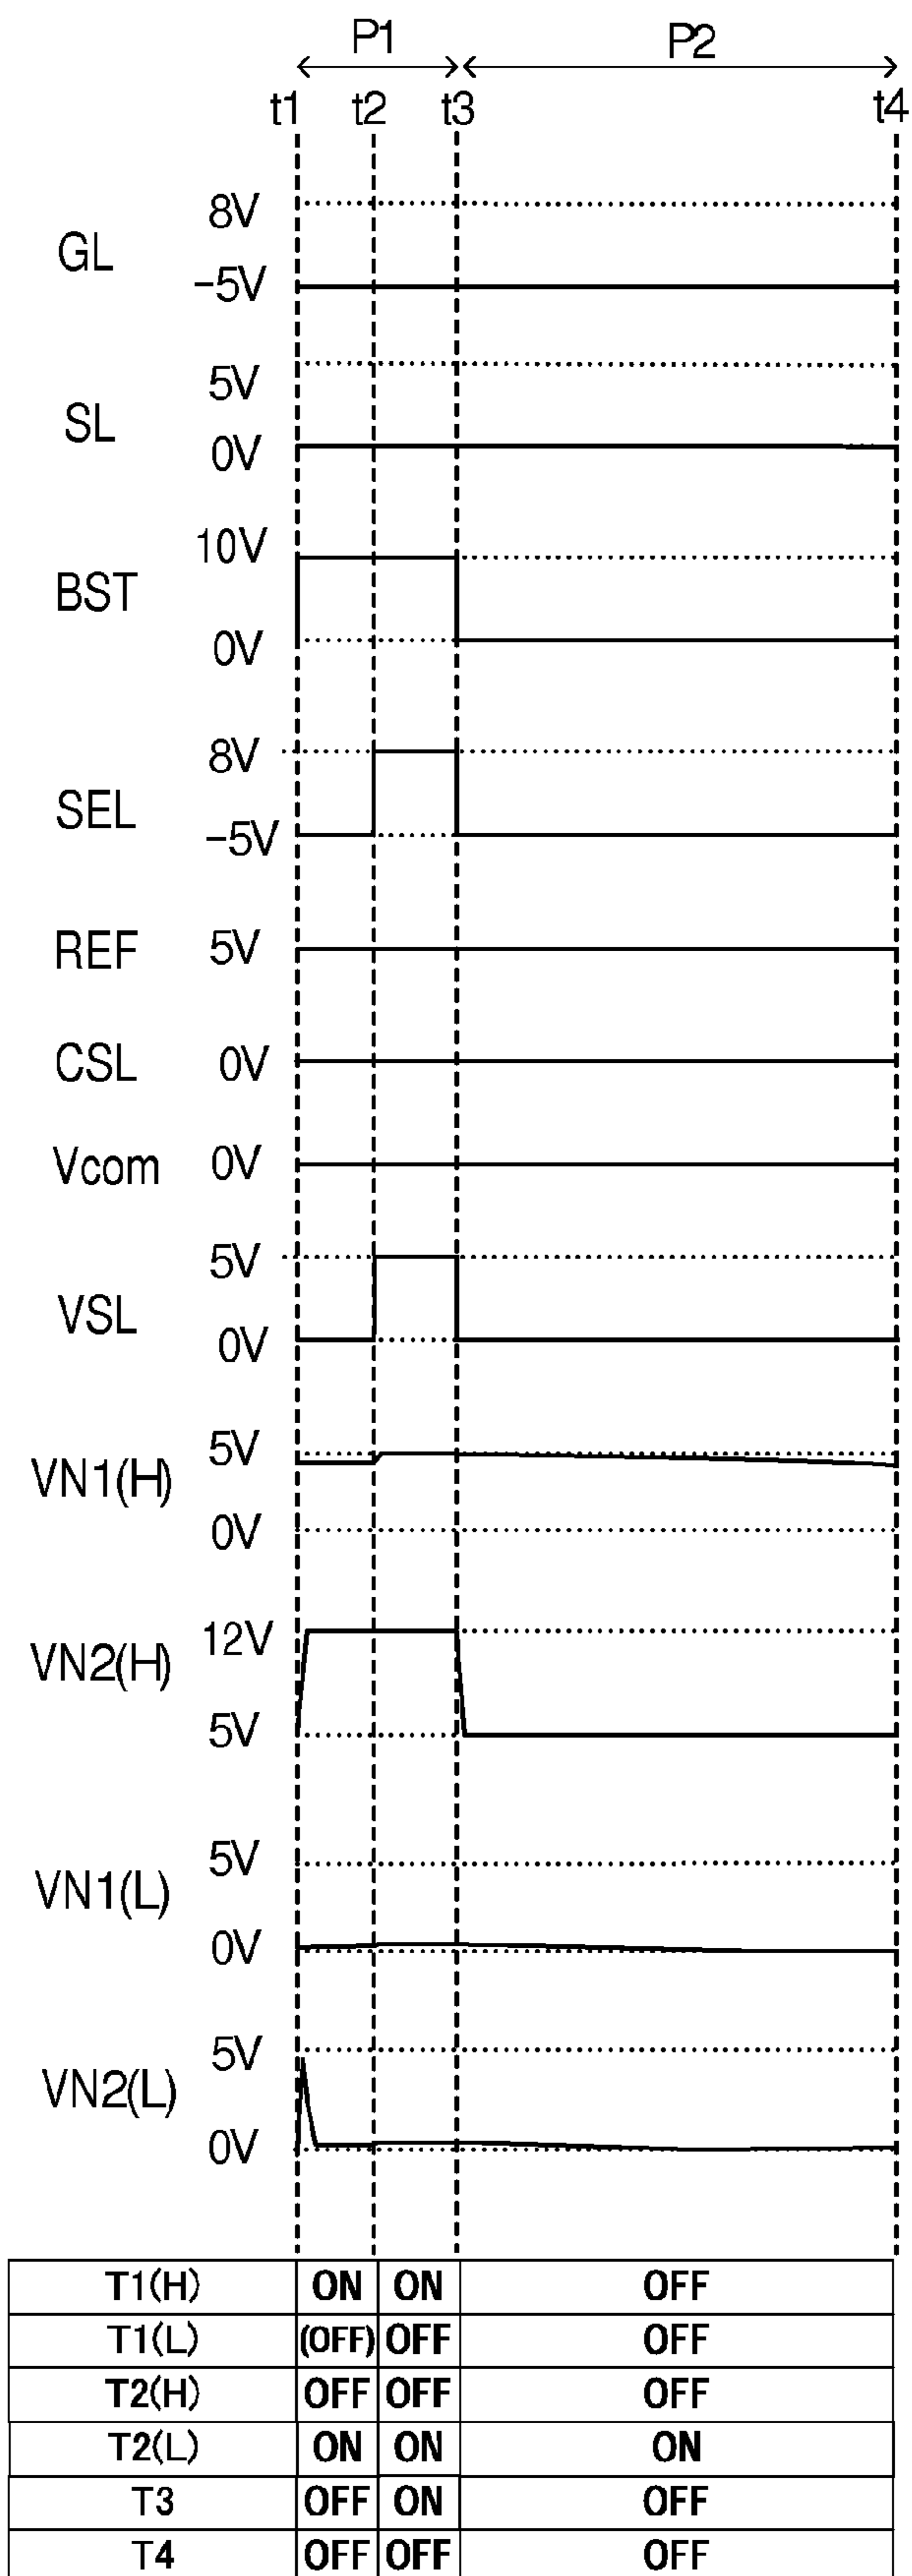 P1 P2
t1 t2 t3 t4
8V
GL
-5V
5V
SL
0V
10V
BST
0V
8V
SEL
-5V
REF 5V
CSL 0V
Vcom 0V
5V
VSL
0V
5V
VN1(H)
0V
12V
VN2(H)
5V
5V
VN1(L)
0V
5V
VN2(L)
0V
T1(H) ON ON OFF
T1(L) (OFF) OFF OFF
T2(H) OFF OFF OFF
T2(L) ON ON ON
T3 OFF ON OFF
T4 OFF OFF OFF